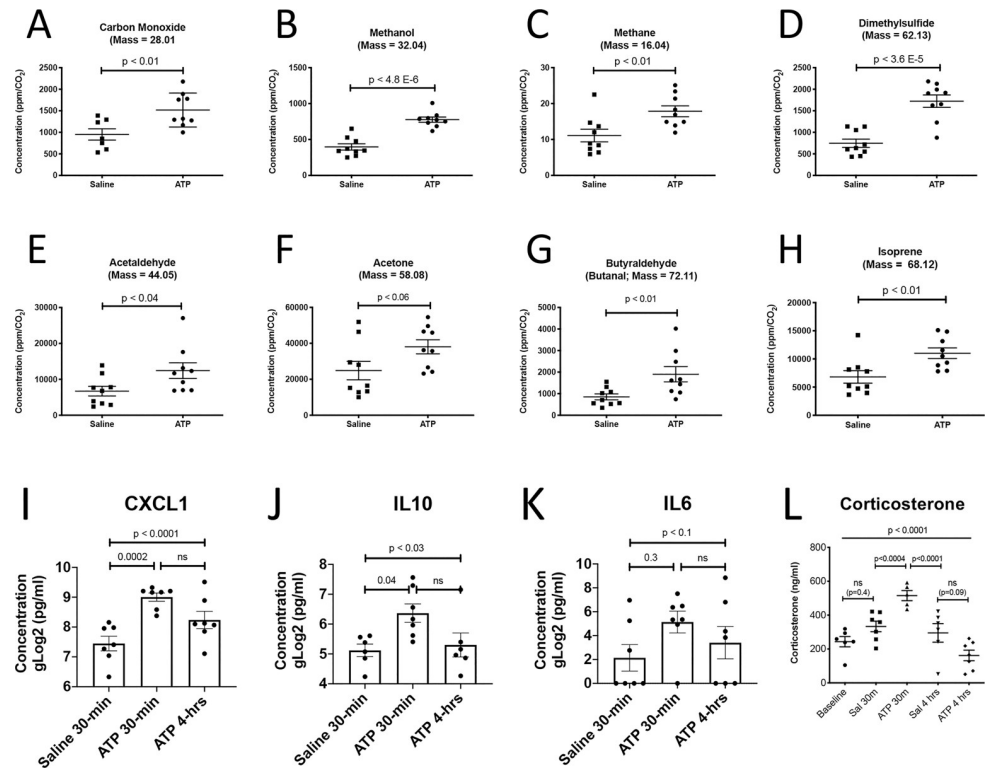 A
Carbon Monoxide
(Mass = 28.01
p < 0.01
Concentration (ppm/CO2)
2500
2000
1500
1000
500
0
Saline
ATP
B
Methanol
(Mass = 32.04)
p < 4.8 E-6
Concentration (ppm/CO2)
1500
1000
500
0
Saline
ATP
C
Methane
(Mass = 16.04)
p < 0.01
Concentration (ppm/CO2)
30
20
10
0
Saline
ATP
D
Dimethylsulfide
(Mass = 62.13)
p < 3.6 E-5
Concentration (ppm/CO2)
2500
2000
1500
1000
500
0
Saline
ATP
E
Acetaldehyde
(Mass = 44.05)
p < 0.04
Concentration (ppm/CO2)
30000
20000
10000
0
Saline
ATP
F
Acetone
(Mass = 58.08)
p < 0.06
Concentration (ppm/CO2)
60000
40000
20000
0
Saline
ATP
G
Butyraldehyde
(Butanal; Mass = 72.11)
p < 0.01
Concentration (ppm/CO2)
5000
4000
3000
2000
1000
0
Saline
ATP
H
Isoprene
(Mass = 68.12)
p < 0.01
Concentration (ppm/CO2)
20000
15000
10000
5000
0
Saline
ATP
I
CXCL1
p < 0.0001
0.0002
ns
Concentration
gLog2 (pg/ml)
10
9
8
7
6
Saline 30-min
ATP 30-min
ATP 4-hrs
J
IL10
p < 0.03
0.04
ns
Concentration
gLog2 (pg/ml)
8
7
6
5
4
Saline 30-min
ATP 30-min
ATP 4-hrs
K
IL6
p < 0.1
0.3
ns
Concentration
gLog2 (pg/ml)
10
8
6
4
2
0
Saline 30-min
ATP 30-min
ATP 4-hrs
L
Corticosterone
p < 0.0001
p<0.0004
p<0.0001
ns
(p=0.4)
ns
(p=0.09)
Corticosterone (ng/ml)
800
600
400
200
0
Baseline
Sal 30m
ATP 30m
Sal 4 hrs
ATP 4 hrs